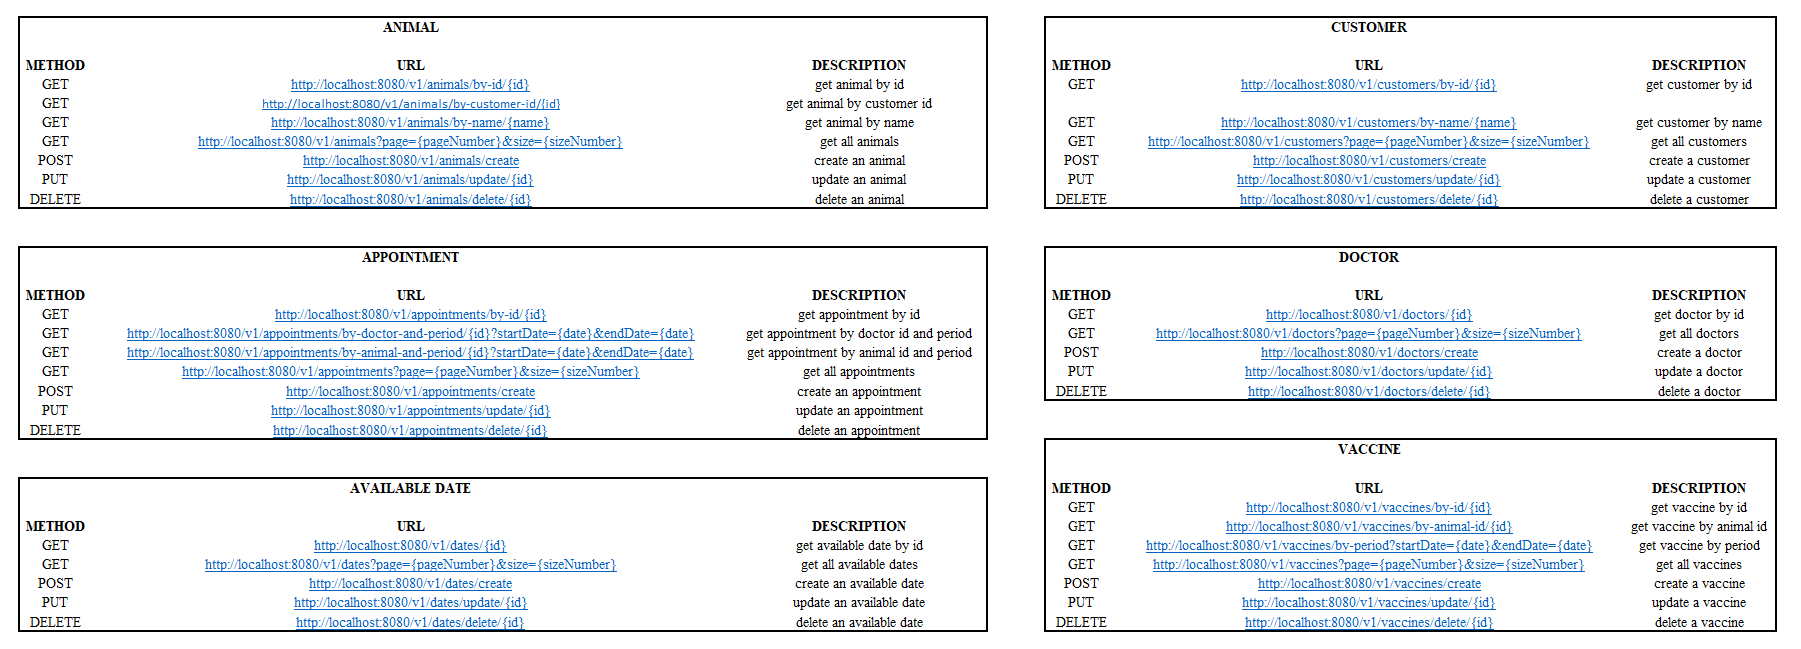 ANIMAL
METHOD URL DESCRIPTION
GET http://localhost:8080/v1/animals/by-id/{id} get animal by id
GET http://localhost:8080/v1/animals/by-customer-id/{id} get animal by customer id
GET http://localhost:8080/v1/animals/by-name/{name} get animal by name
GET http://localhost:8080/v1/animals?page={pageNumber}&size={sizeNumber} get all animals
POST http://localhost:8080/v1/animals/create create an animal
PUT http://localhost:8080/v1/animals/update/{id} update an animal
DELETE http://localhost:8080/v1/animals/delete/{id} delete an animal
CUSTOMER
METHOD URL DESCRIPTION
GET http://localhost:8080/v1/customers/by-id/{id} get customer by id
GET http://localhost:8080/v1/customers/by-name/{name} get customer by name
GET http://localhost:8080/v1/customers?page={pageNumber}&size={sizeNumber} get all customers
POST http://localhost:8080/v1/customers/create create a customer
PUT http://localhost:8080/v1/customers/update/{id} update a customer
DELETE http://localhost:8080/v1/customers/delete/{id} delete a customer
APPOINTMENT
METHOD URL DESCRIPTION
GET http://localhost:8080/v1/appointments/by-id/{id} get appointment by id
GET http://localhost:8080/v1/appointments/by-doctor-and-period/{id}?startDate={date}&endDate={date} get appointment by doctor id and period
GET http://localhost:8080/v1/appointments/by-animal-and-period/{id}?startDate={date}&endDate={date} get appointment by animal id and period
GET http://localhost:8080/v1/appointments?page={pageNumber}&size={sizeNumber} get all appointments
POST http://localhost:8080/v1/appointments/create create an appointment
PUT http://localhost:8080/v1/appointments/update/{id} update an appointment
DELETE http://localhost:8080/v1/appointments/delete/{id} delete an appointment
DOCTOR
METHOD URL DESCRIPTION
GET http://localhost:8080/v1/doctors/{id} get doctor by id
GET http://localhost:8080/v1/doctors?page={pageNumber}&size={sizeNumber} get all doctors
POST http://localhost:8080/v1/doctors/create create a doctor
PUT http://localhost:8080/v1/doctors/update/{id} update a doctor
DELETE http://localhost:8080/v1/doctors/delete/{id} delete a doctor
AVAILABLE DATE
METHOD URL DESCRIPTION
GET http://localhost:8080/v1/dates/{id} get available date by id
GET http://localhost:8080/v1/dates?page={pageNumber}&size={sizeNumber} get all available dates
POST http://localhost:8080/v1/dates/create create an available date
PUT http://localhost:8080/v1/dates/update/{id} update an available date
DELETE http://localhost:8080/v1/dates/delete/{id} delete an available date
VACCINE
METHOD URL DESCRIPTION
GET http://localhost:8080/v1/vaccines/by-id/{id} get vaccine by id
GET http://localhost:8080/v1/vaccines/by-animal-id/{id} get vaccine by animal id
GET http://localhost:8080/v1/vaccines/by-period?startDate={date}&endDate={date} get vaccine by period
GET http://localhost:8080/v1/vaccines?page={pageNumber}&size={sizeNumber} get all vaccines
POST http://localhost:8080/v1/vaccines/create create a vaccine
PUT http://localhost:8080/v1/vaccines/update/{id} update a vaccine
DELETE http://localhost:8080/v1/vaccines/delete/{id} delete a vaccine